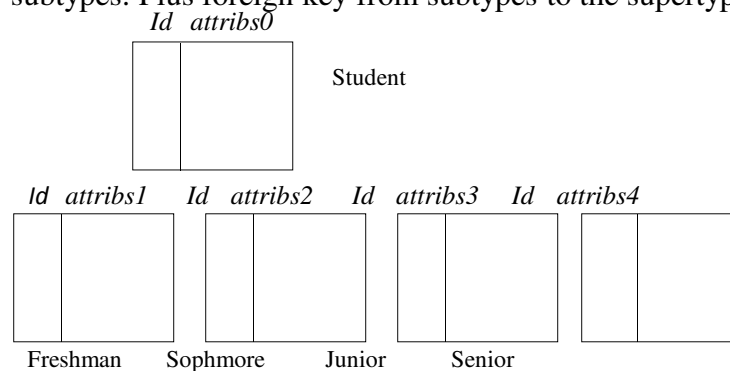 subtypes. Plus foreign key from subtypes to the
Id attribs0
Student
Id attribs1 Id attribs2 Id attribs3 Id attribs4
Freshman Sophmore Junior Senior